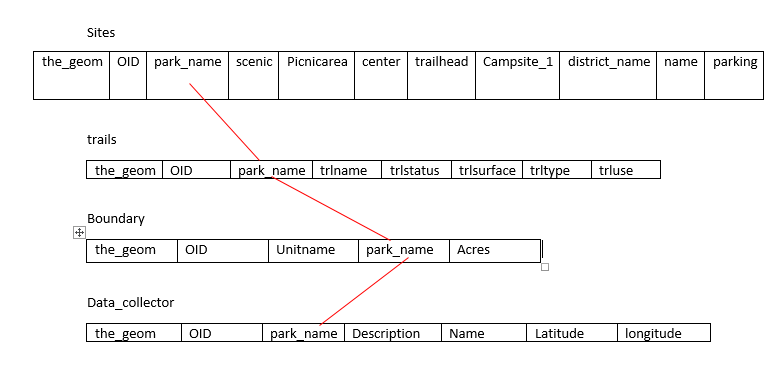 Sites
the_geom OID park_name scenic Picnicarea center trailhead Campsite_1 district_name name parking
trails
the_geom OID park_name trlname trlstatus trlsurface trltype trluse
Boundary
the_geom OID Unitname park_name Acres
Data_collector
the_geom OID park_name Description Name Latitude longitude